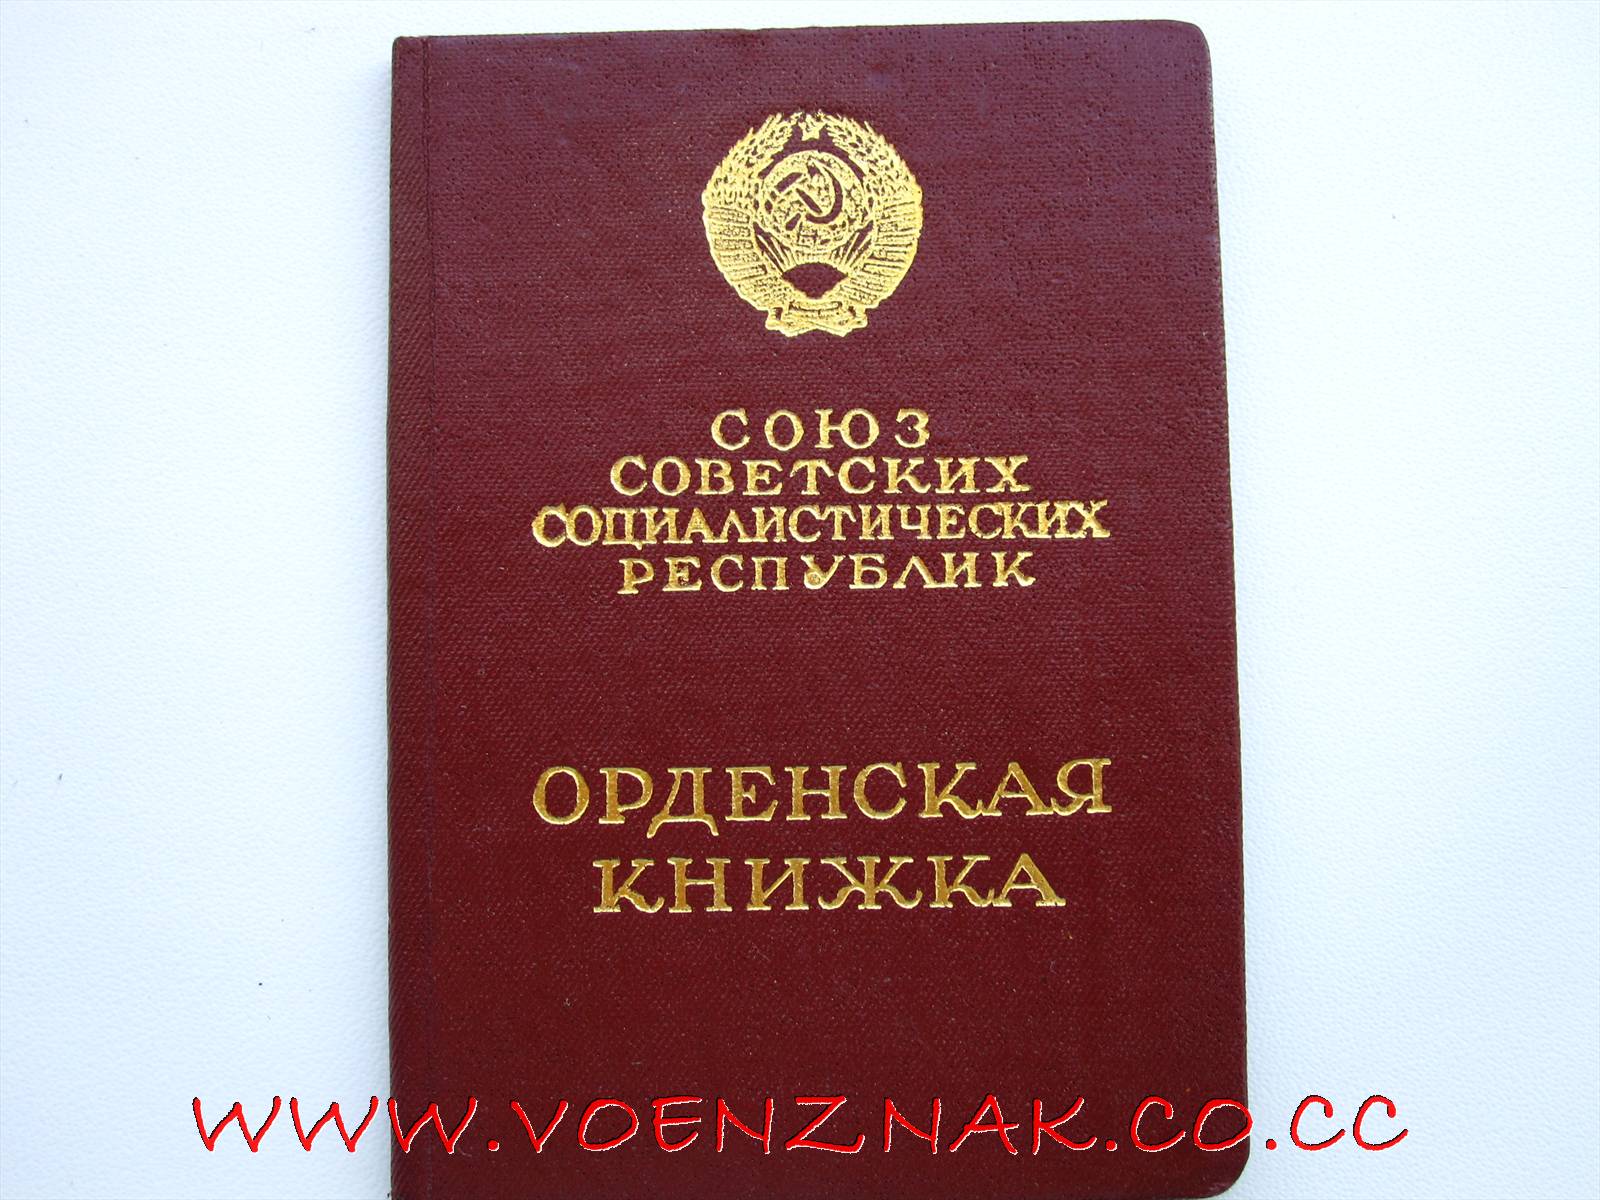 СОЮЗ
СОВЕТСКИХ
СОЦИАЛИСТИЧЕСКИХ
РЕСПУБЛИК
ОРДЕНСКАЯ
КНИЖКА
WWW.VOENZNAK.CO.CC